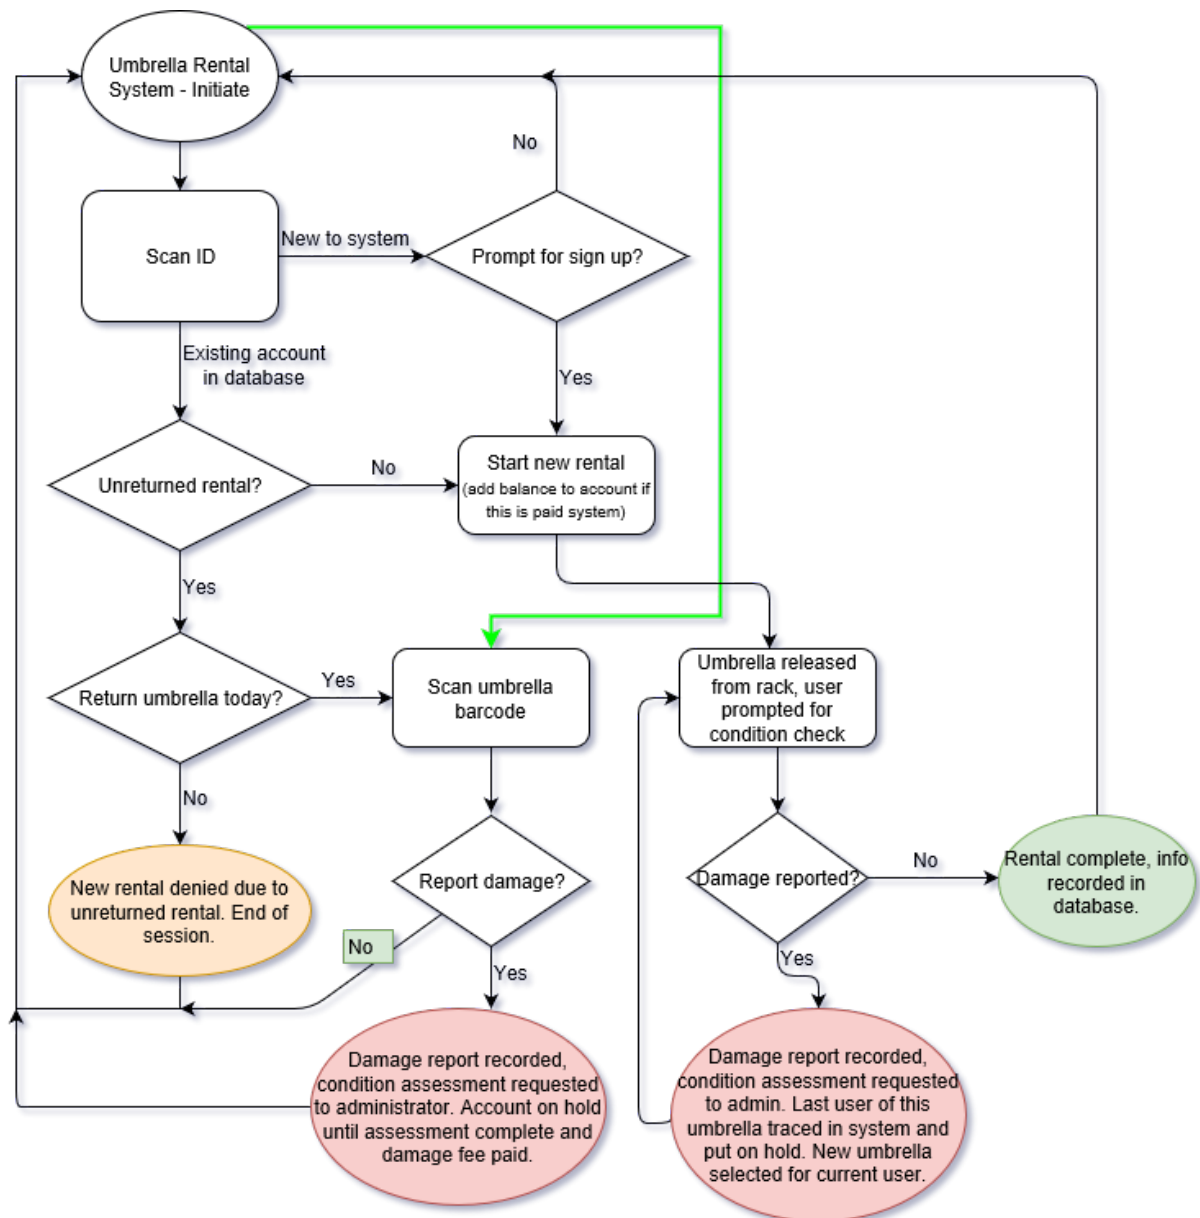 Umbrella Rental
System - Initiate
No
Scan ID
New to system
Prompt for sign up?
Existing account
in database
Yes
Unreturned rental?
No
Start new rental
(add balance to account if
this is paid system)
Yes
Return umbrella today?
Yes
Scan umbrella
barcode
Umbrella released
from rack, user
prompted for
condition check
No
New rental denied due to
unreturned rental. End of
session.
Report damage?
No
Yes
Damage reported?
No
Rental complete, info
recorded in
database.
Yes
Damage report recorded,
condition assessment requested
to administrator. Account on hold
until assessment complete and
damage fee paid.
Damage report recorded,
condition assessment requested
to admin. Last user of this
umbrella traced in system and
put on hold. New umbrella
selected for current user.